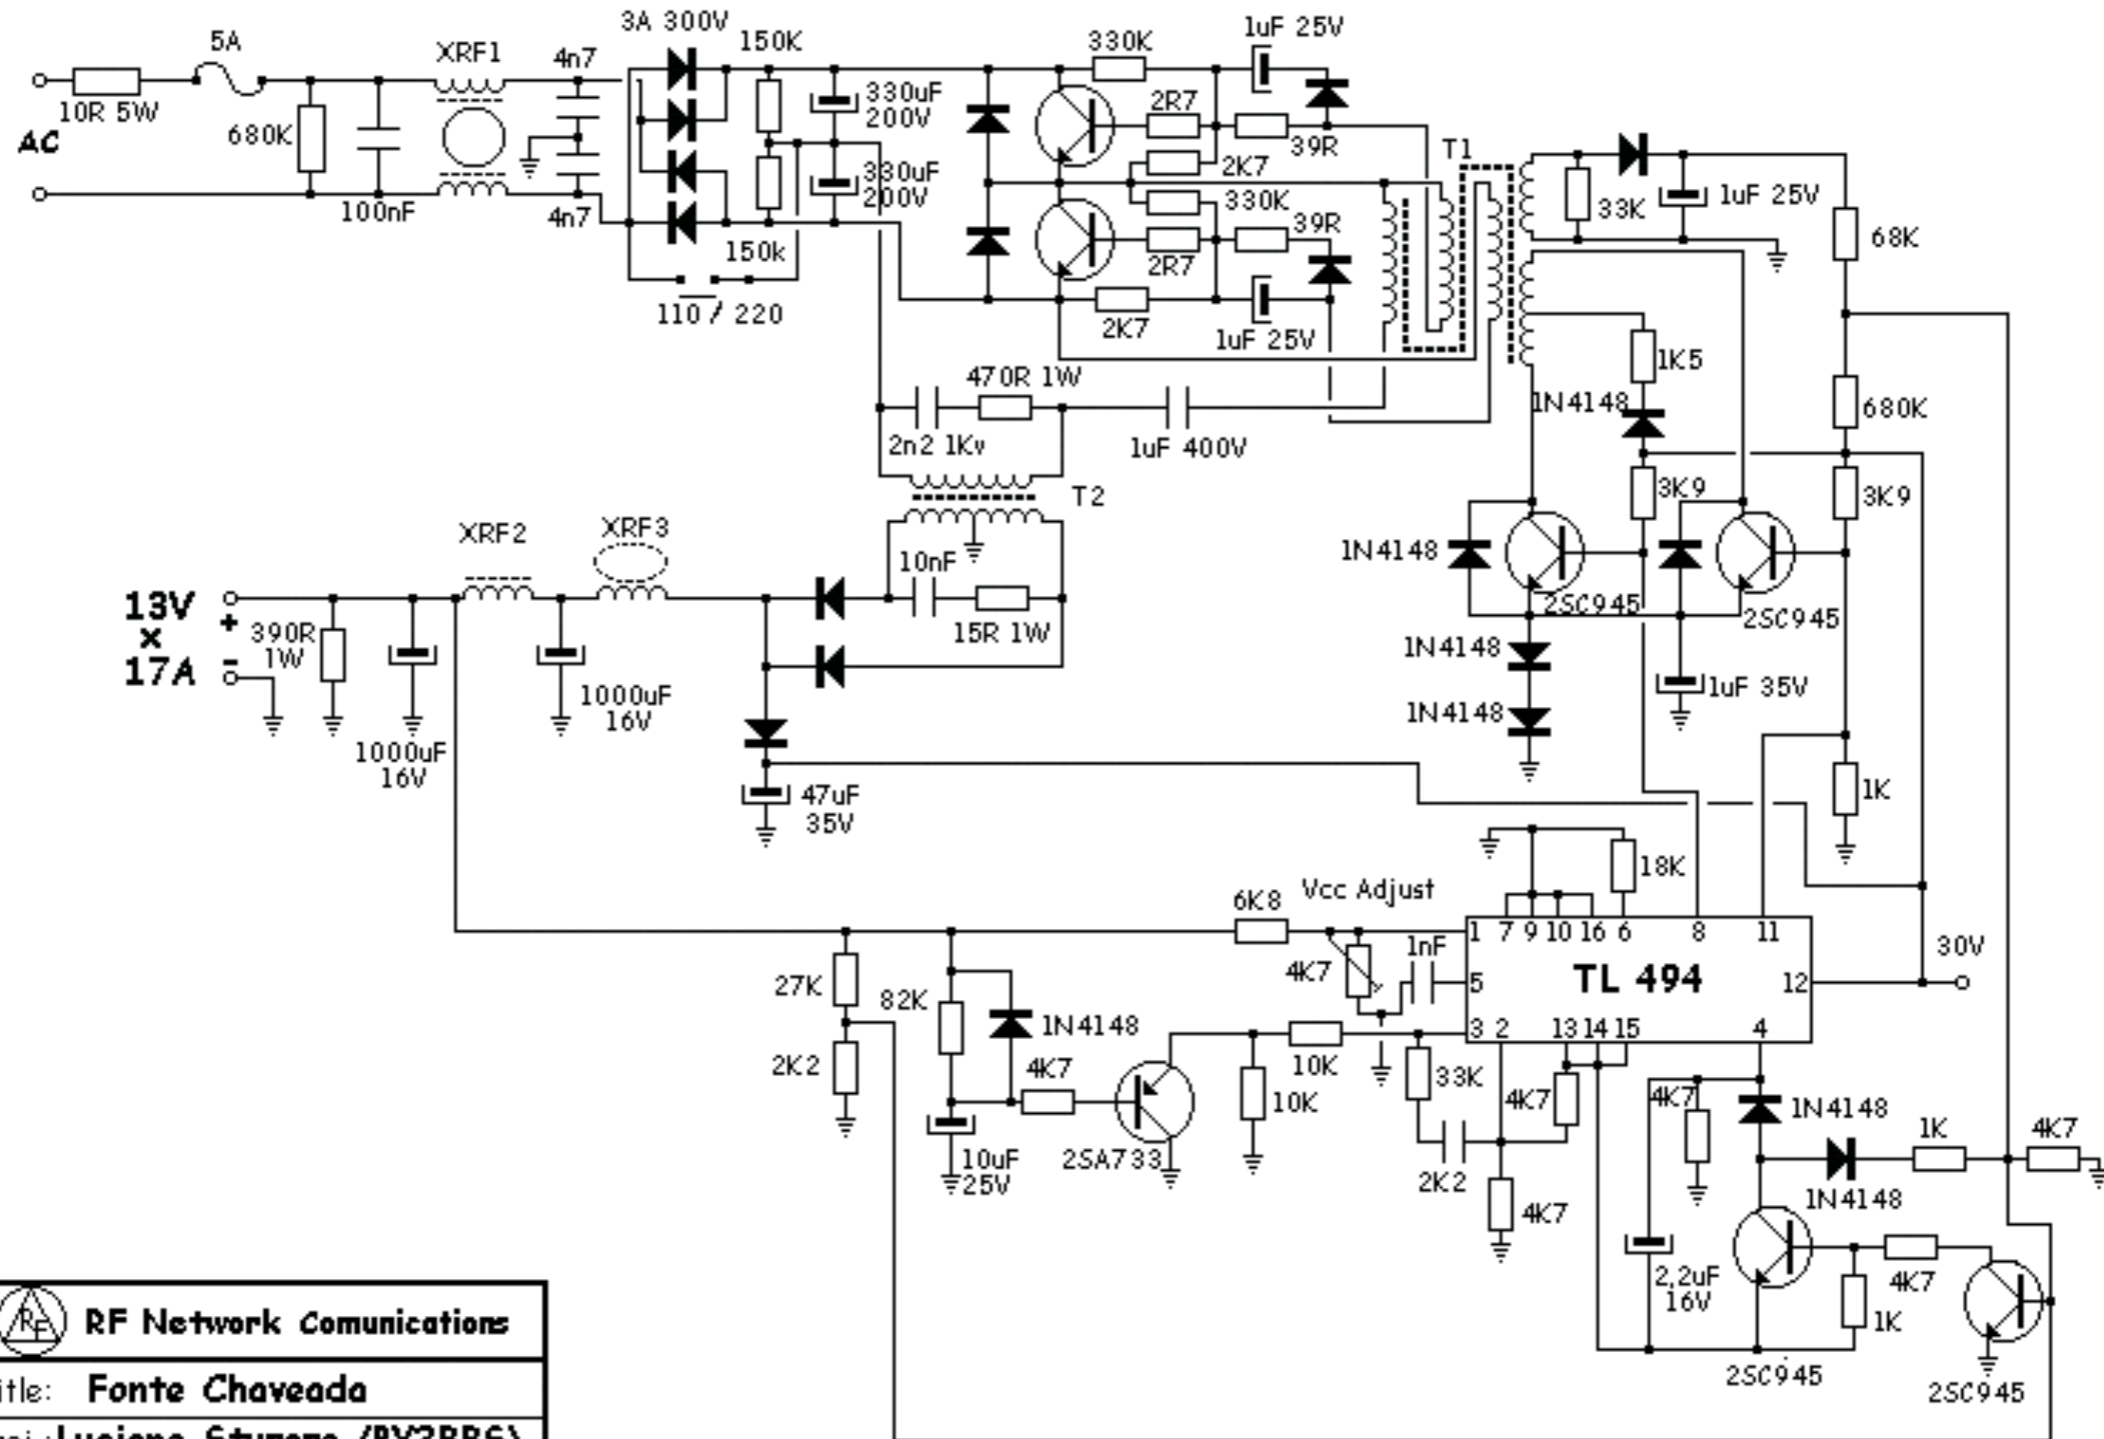 3A 300V
1uF 25V
5A
XRF1
4n7
150K
330K
10R 5W
AC
680K
100nF
4n7
330uF
200V
330uF
200V
150k
110 / 220
2R7
39R
2K7
330K
39R
2R7
2K7
1uF 25V
T1
33K
1uF 25V
68K
470R 1W
2n2 1Kv
1uF 400V
T2
1K5
1N4148
680K
3K9
3K9
XRF2
XRF3
10nF
15R 1W
1N4148
2SC945
2SC945
13V
+
X
-
17A
390R
1W
1000uF
16V
1000uF
16V
47uF
35V
1N4148
1N4148
1uF 35V
1K
18K
6K8
Vcc Adjust
4K7
1nF
1 7 9 10 16 6 8 11
TL 494
5
12
3 2 13 14 15 4
30V
27K
2K2
82K
1N4148
4K7
10uF
25V
2SA733
10K
10K
33K
2K2
4K7
4K7
4K7
1N4148
1K
4K7
1N4148
2,2uF
16V
4K7
1K
2SC945
2SC945
RF
RF Network Comunications
itle: Fonte Chaveada